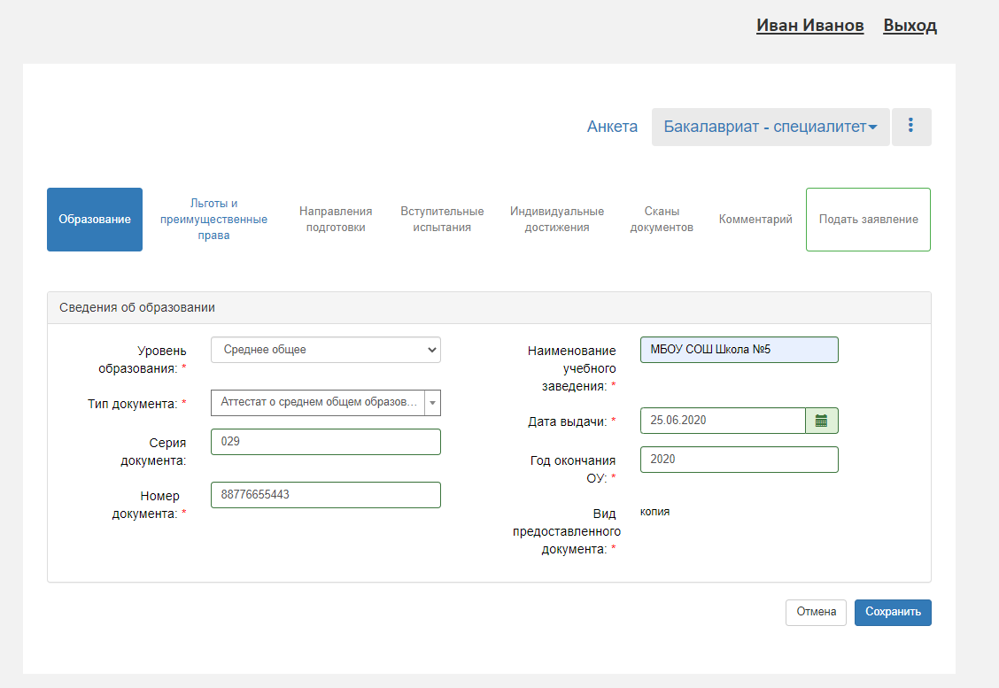 Иван Иванов Выход
Анкета Бакалавриат - специалитет
Образование
Льготы и
преимущественные
права
Направления
подготовки
Вступительные
испытания
Индивидуальные
достижения
Сканы
документов
Комментарий
Подать заявление
Сведения об образовании
Уровень
образования: *
Среднее общее
Тип документа: *
Аттестат о среднем общем образов...
Серия
документа:
029
Номер
документа: *
88776655443
Наименование
учебного
заведения: *
МБОУ СОШ Школа №5
Дата выдачи: *
25.06.2020
Год окончания
ОУ: *
2020
Вид
предоставленного
документа: *
копия
Отмена Сохранить